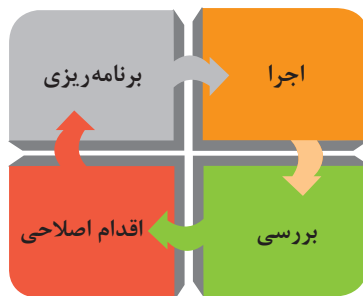 برنامه‌ریزی
اجرا
بررسی
اقدام اصلاحی